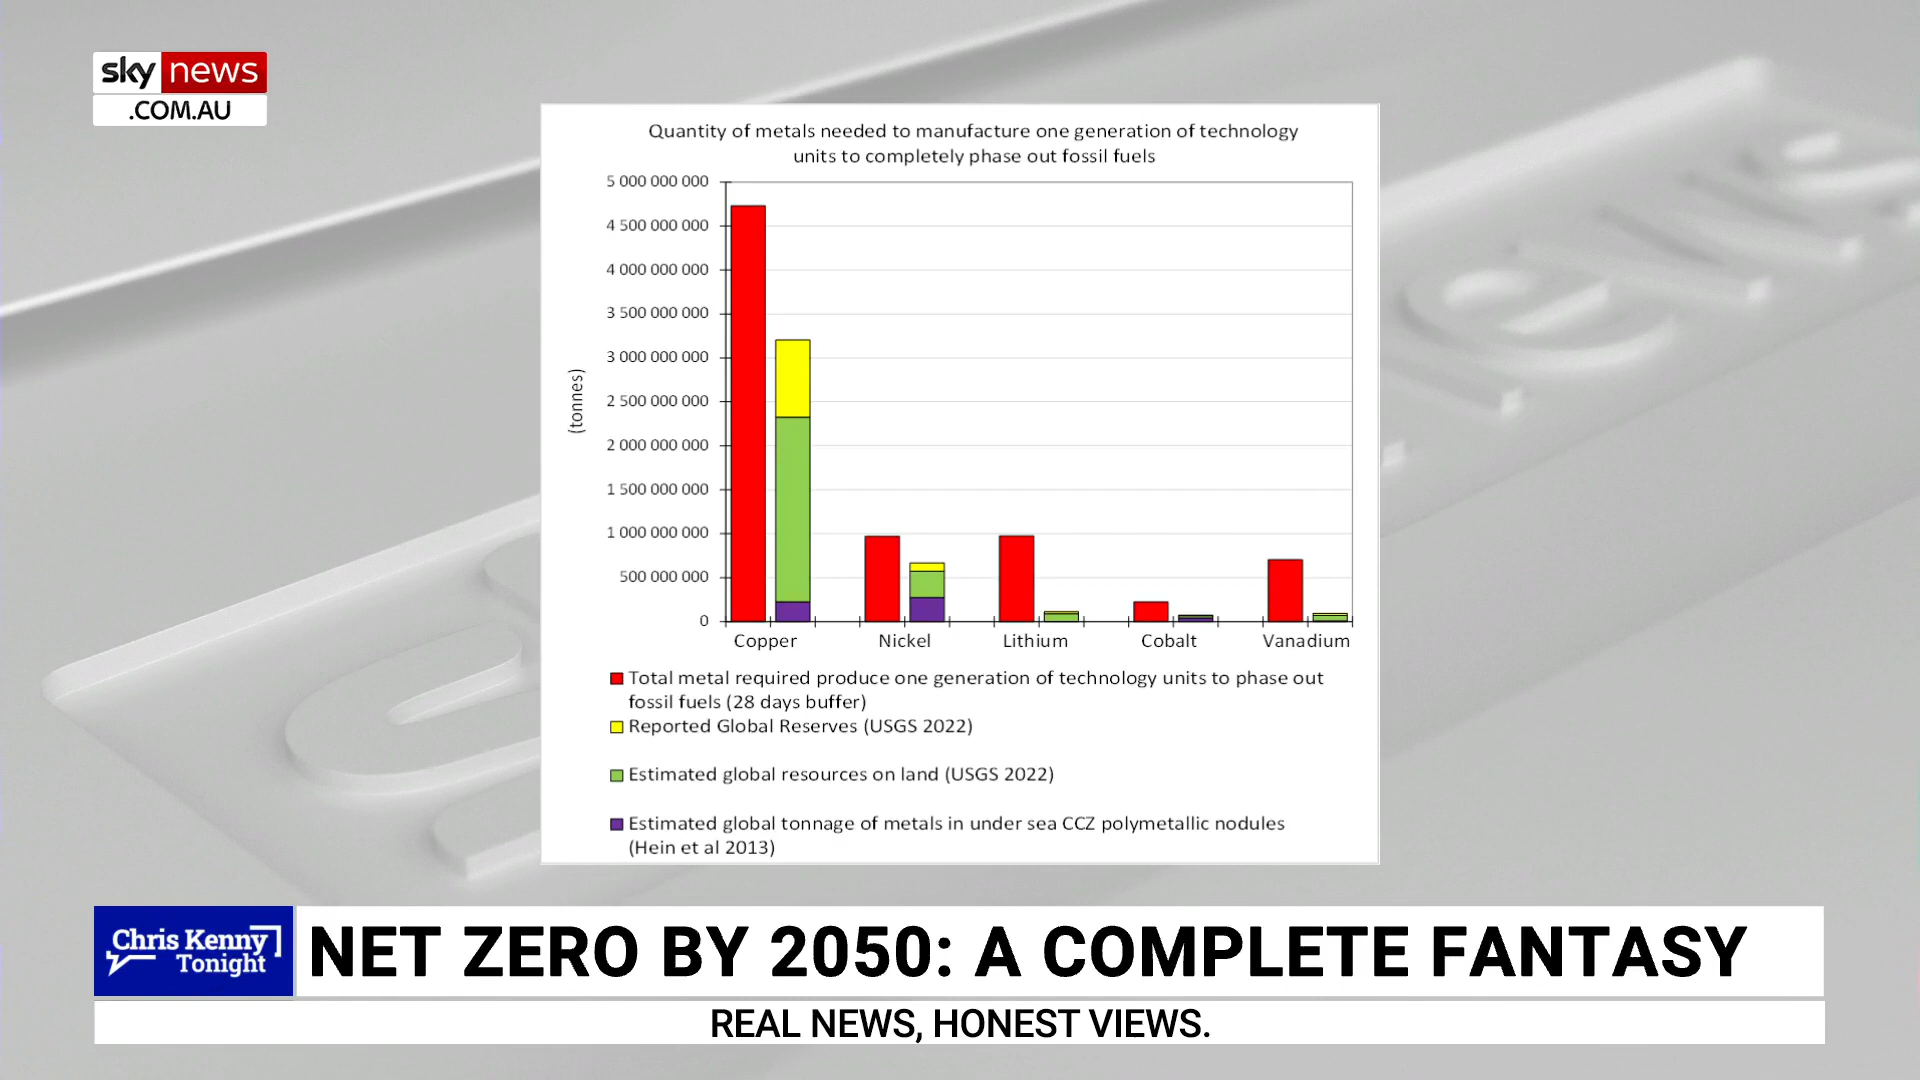 sky news
.COM.AU
Quantity of metals needed to manufacture one generation of technology
units to completely phase out fossil fuels
5 000 000 000
4 500 000 000
4 000 000 000
3 500 000 000
3 000 000 000
2 500 000 000
2 000 000 000
1 500 000 000
1 000 000 000
500 000 000
0
(tonnes)
Copper
Nickel
Lithium
Cobalt
Vanadium
Total metal required produce one generation of technology units to phase out
fossil fuels (28 days buffer)
Reported Global Reserves (USGS 2022)
Estimated global resources on land (USGS 2022)
Estimated global tonnage of metals in under sea CCZ polymetallic nodules
(Hein et al 2013)
Chris Kenny
Tonight
NET ZERO BY 2050: A COMPLETE FANTASY
REAL NEWS, HONEST VIEWS.